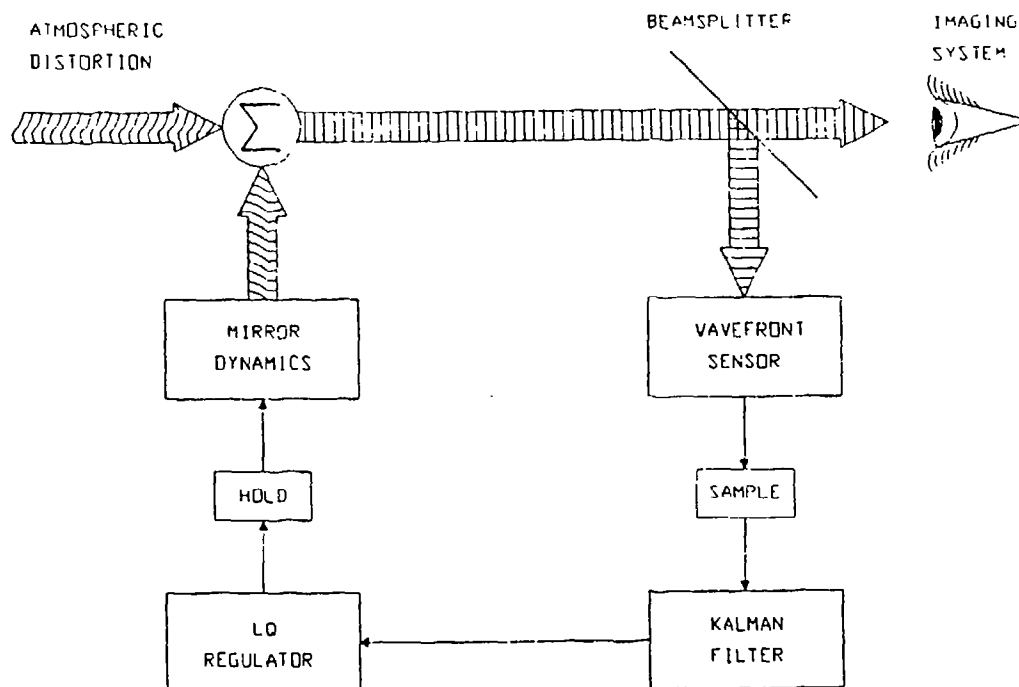 ATMOSPHERIC
DISTORTION
BEAMSPLITTER
IMAGING
SYSTEM
Σ
MIRROR
DYNAMICS
VAVEFRONT
SENSOR
HOLD
SAMPLE
LQ
REGULATOR
KALMAN
FILTER